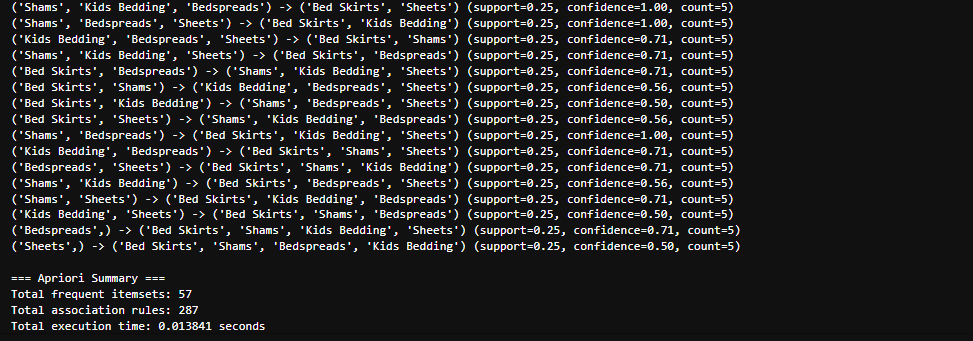 ('Shams', 'Kids Bedding', 'Bedspreads') -> ('Bed Skirts', 'Sheets') (support=0.25, confidence=1.00, count=5)
('Shams', 'Bedspreads', 'Sheets') -> ('Bed Skirts', 'Kids Bedding') (support=0.25, confidence=1.00, count=5)
('Kids Bedding', 'Bedspreads', 'Sheets') -> ('Bed Skirts', 'Shams') (support=0.25, confidence=0.71, count=5)
('Shams', 'Kids Bedding', 'Sheets') -> ('Bed Skirts', 'Bedspreads') (support=0.25, confidence=0.71, count=5)
('Bed Skirts', 'Bedspreads') -> ('Shams', 'Kids Bedding', 'Sheets') (support=0.25, confidence=0.71, count=5)
('Bed Skirts', 'Shams') -> ('Kids Bedding', 'Bedspreads', 'Sheets') (support=0.25, confidence=0.56, count=5)
('Bed Skirts', 'Kids Bedding') -> ('Shams', 'Bedspreads', 'Sheets') (support=0.25, confidence=0.50, count=5)
('Bed Skirts', 'Sheets') -> ('Shams', 'Kids Bedding', 'Bedspreads') (support=0.25, confidence=0.56, count=5)
('Shams', 'Bedspreads') -> ('Bed Skirts', 'Kids Bedding', 'Sheets') (support=0.25, confidence=1.00, count=5)
('Kids Bedding', 'Bedspreads') -> ('Bed Skirts', 'Shams', 'Sheets') (support=0.25, confidence=0.71, count=5)
('Bedspreads', 'Sheets') -> ('Bed Skirts', 'Shams', 'Kids Bedding') (support=0.25, confidence=0.71, count=5)
('Shams', 'Kids Bedding') -> ('Bed Skirts', 'Bedspreads', 'Sheets') (support=0.25, confidence=0.56, count=5)
('Shams', 'Sheets') -> ('Bed Skirts', 'Kids Bedding', 'Bedspreads') (support=0.25, confidence=0.71, count=5)
('Kids Bedding', 'Sheets') -> ('Bed Skirts', 'Shams', 'Bedspreads') (support=0.25, confidence=0.50, count=5)
('Bedspreads',) -> ('Bed Skirts', 'Shams', 'Kids Bedding', 'Sheets') (support=0.25, confidence=0.71, count=5)
('Sheets',) -> ('Bed Skirts', 'Shams', 'Bedspreads', 'Kids Bedding') (support=0.25, confidence=0.50, count=5)
=== Apriori Summary ===
Total frequent itemsets: 57
Total association rules: 287
Total execution time: 0.013841 seconds